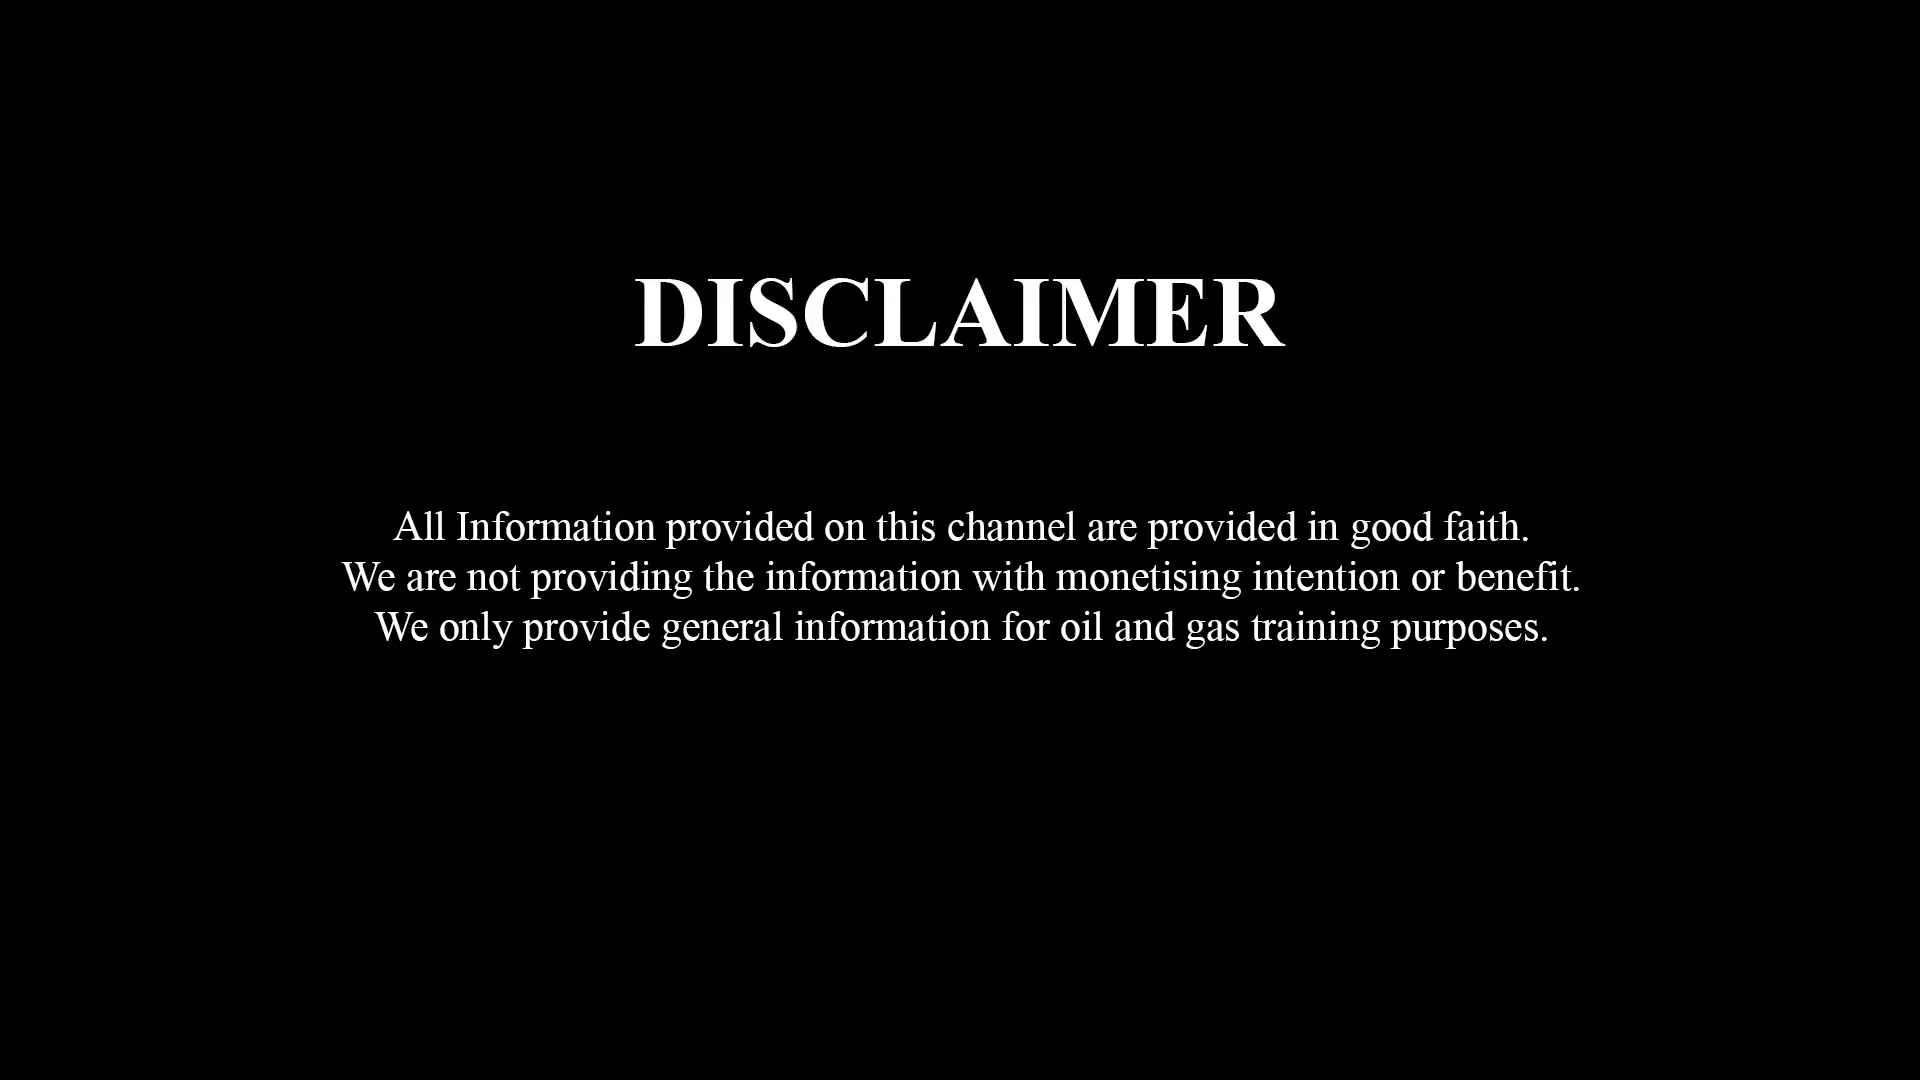 DISCLAIMER
All Information provided on this channel are provided in good faith.
We are not providing the information with monetising intention or benefit.
We only provide general information for oil and gas training purposes.